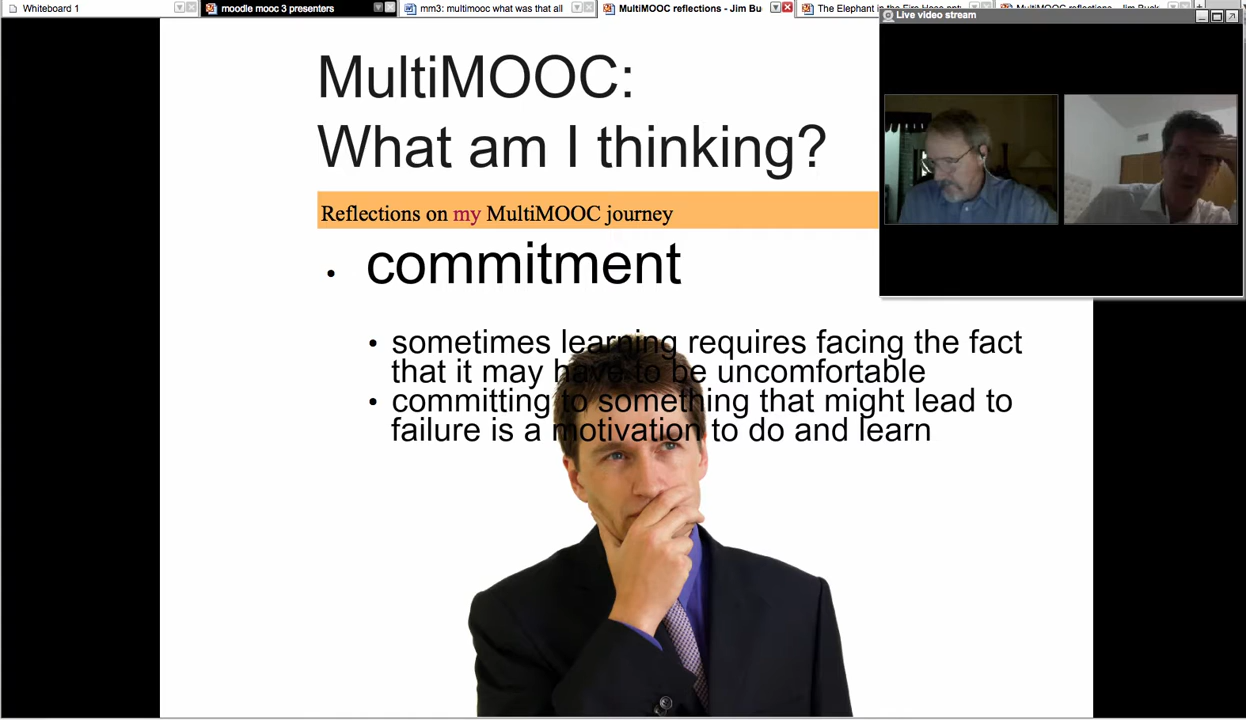 Whiteboard 1
moodle mooc 3 presenters
mm3: multimooc what was that all
MultiMOOC reflections - Jim Bu
The Elephant in the Fire Hose
MultiMOOC reflections - Jim Buck
Live video stream
MultiMOOC:
What am I thinking?
Reflections on my MultiMOOC journey
• commitment
• sometimes learning requires facing the fact
that it may have to be uncomfortable
• committing to something that might lead to
failure is a motivation to do and learn